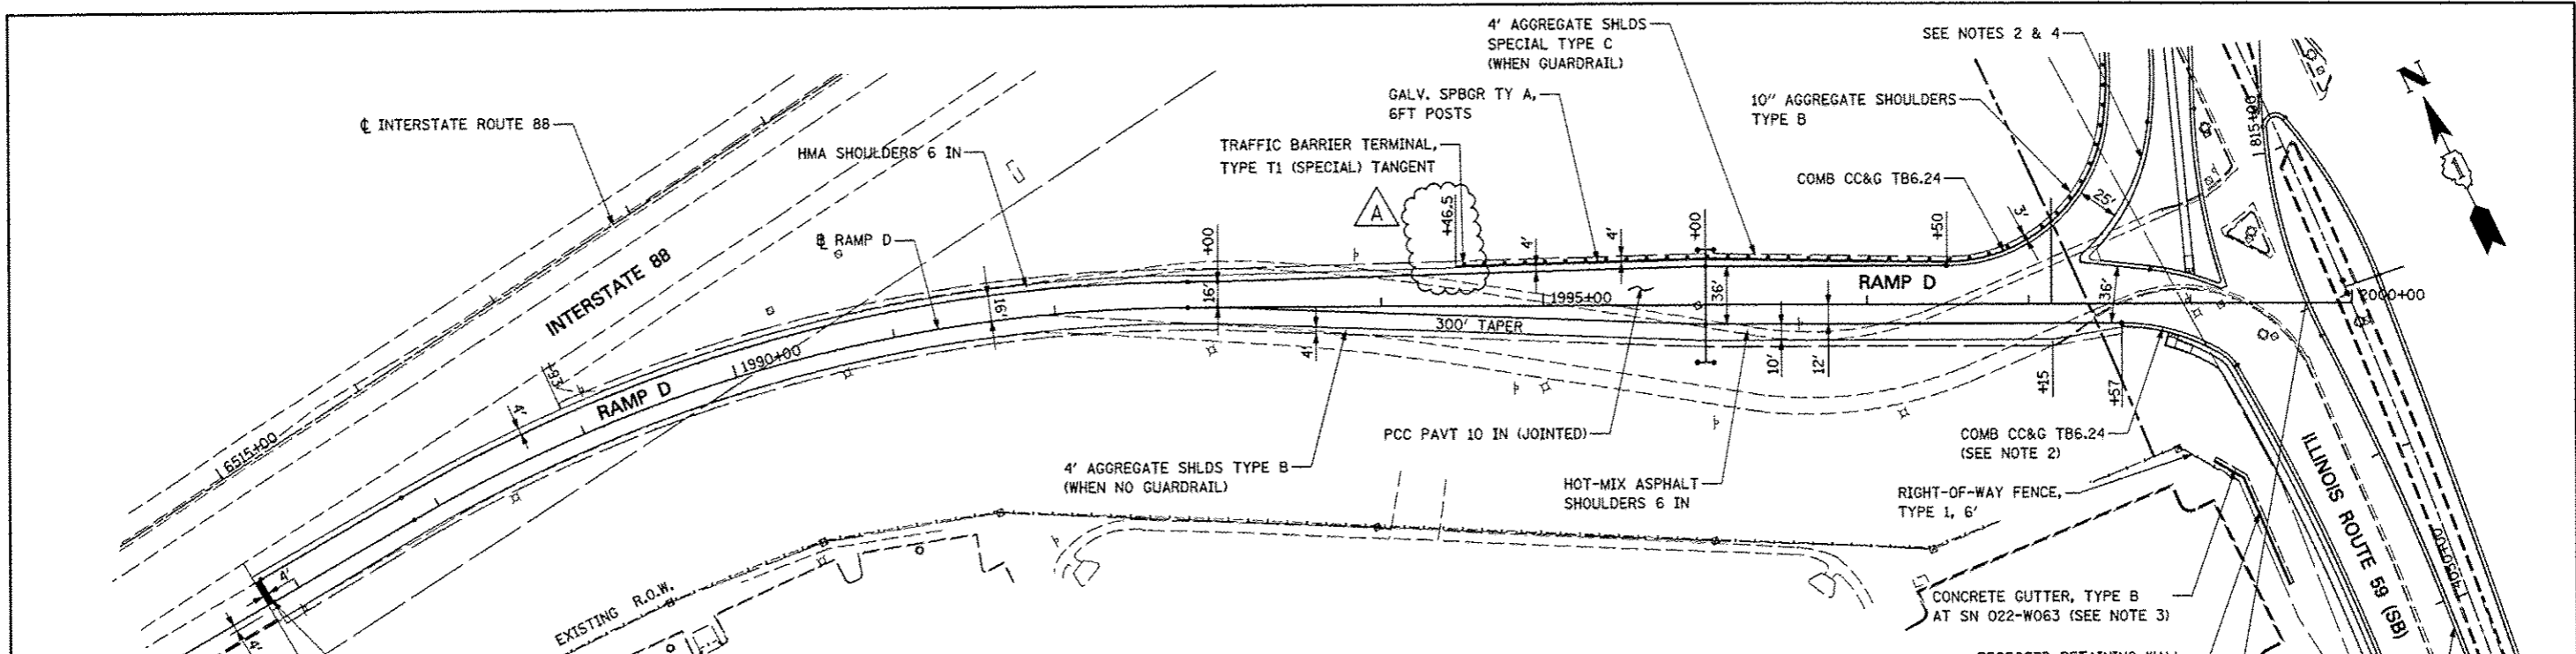 4' AGGREGATE SHLDS
SPECIAL TYPE C
(WHEN GUARDRAIL)
SEE NOTES 2 & 4
GALV. SPBGR TY A,
6FT POSTS
10" AGGREGATE SHOULDERS
TYPE B
N
1
815+00
℄ INTERSTATE ROUTE 88
HMA SHOULDERS 6 IN
TRAFFIC BARRIER TERMINAL,
TYPE T1 (SPECIAL) TANGENT
COMB CC&G TB6.24
A
+46.5
4'
4'
+00
+50
3'
25'
RAMP D
+00
INTERSTATE 88
16'
16'
1995+00
36'
RAMP D
36'
2000+00
300' TAPER
4'
10'
12'
+15
+57
1990+00
+93
RAMP D
4'
6515+00
PCC PAVT 10 IN (JOINTED)
COMB CC&G TB6.24
(SEE NOTE 2)
4' AGGREGATE SHLDS TYPE B
(WHEN NO GUARDRAIL)
HOT-MIX ASPHALT
SHOULDERS 6 IN
RIGHT-OF-WAY FENCE,
TYPE 1, 6'
ILLINOIS ROUTE 59 (SB)
4'
4'
EXISTING R.O.W.
CONCRETE GUTTER, TYPE B
AT SN 022-W063 (SEE NOTE 3)